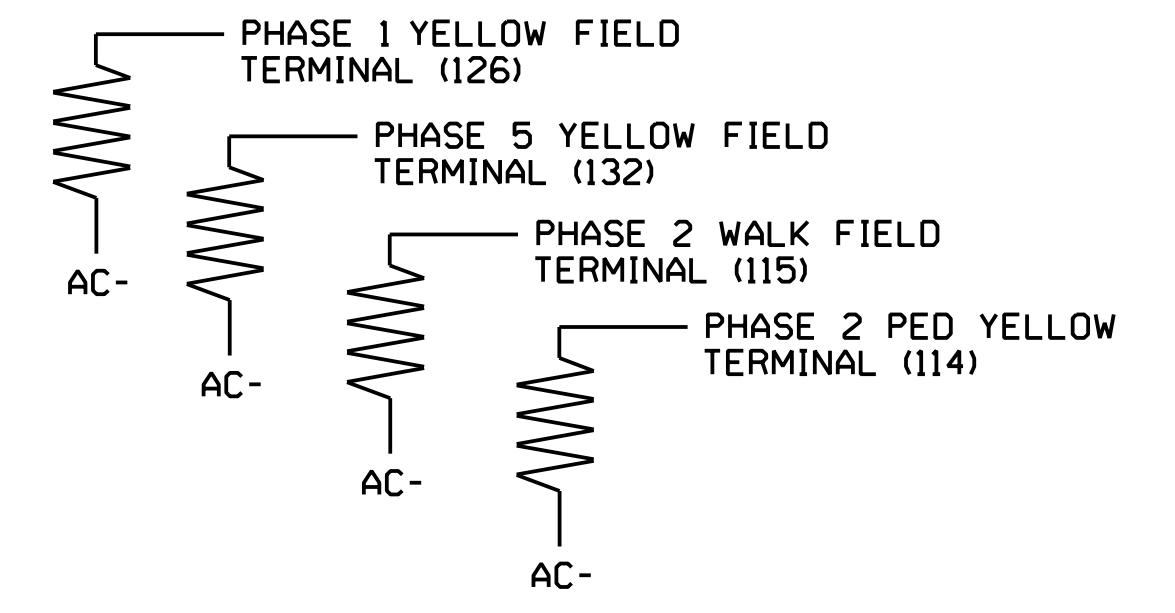 PHASE 1 YELLOW FIELD
TERMINAL (126)
PHASE 5 YELLOW FIELD
TERMINAL (132)
PHASE 2 WALK FIELD
TERMINAL (115)
AC-
PHASE 2 PED YELLOW
TERMINAL (114)
AC-
AC-
AC-